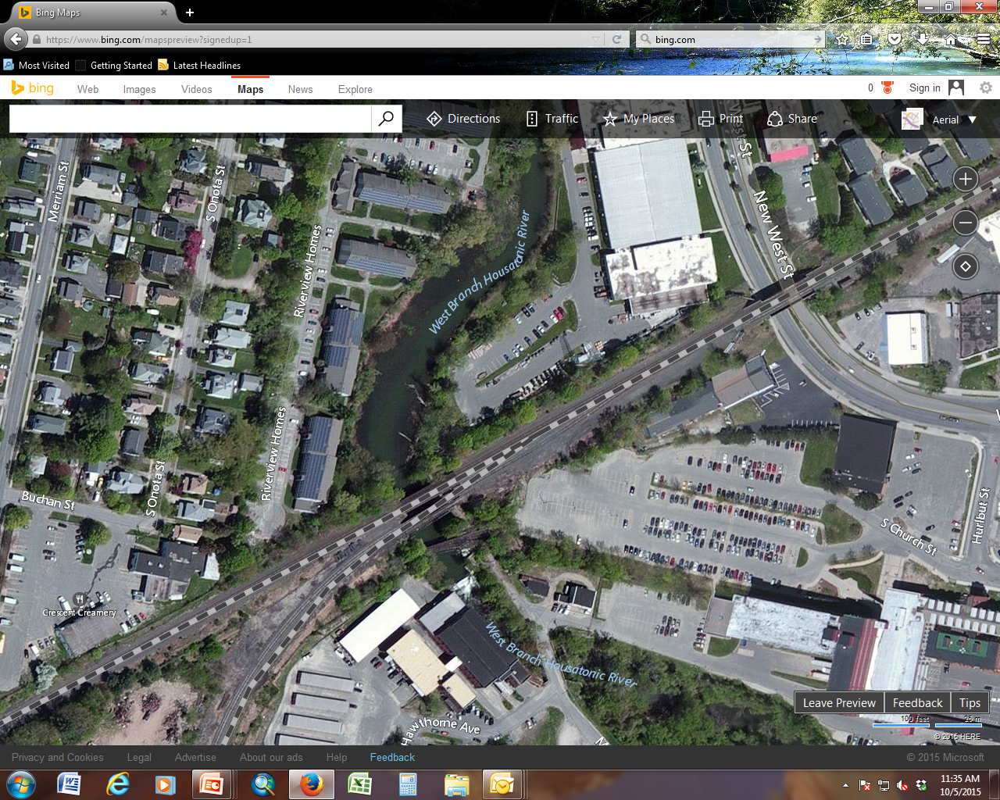 Bing Maps
https://www.bing.com/mapspreview?signedup=1
bing.com
Most Visited
Getting Started
Latest Headlines
bing
Web
Images
Videos
Maps
News
Explore
0
Sign in
Directions
Traffic
My Places
Print
Share
Aerial
Merriam St
S Onota St
Riverview Homes
West Branch Housatonic River
New West St
Riverview Homes
S Onota St
Buchan St
Crescent Creamery
S Church St
Hurlbut St
West Branch Housatonic River
Hawthorne Ave
Leave Preview
Feedback
Tips
100 feet
25 m
© 2015 HERE
Privacy and Cookies
Legal
Advertise
About our ads
Help
Feedback
© 2015 Microsoft
11:35 AM
10/5/2015